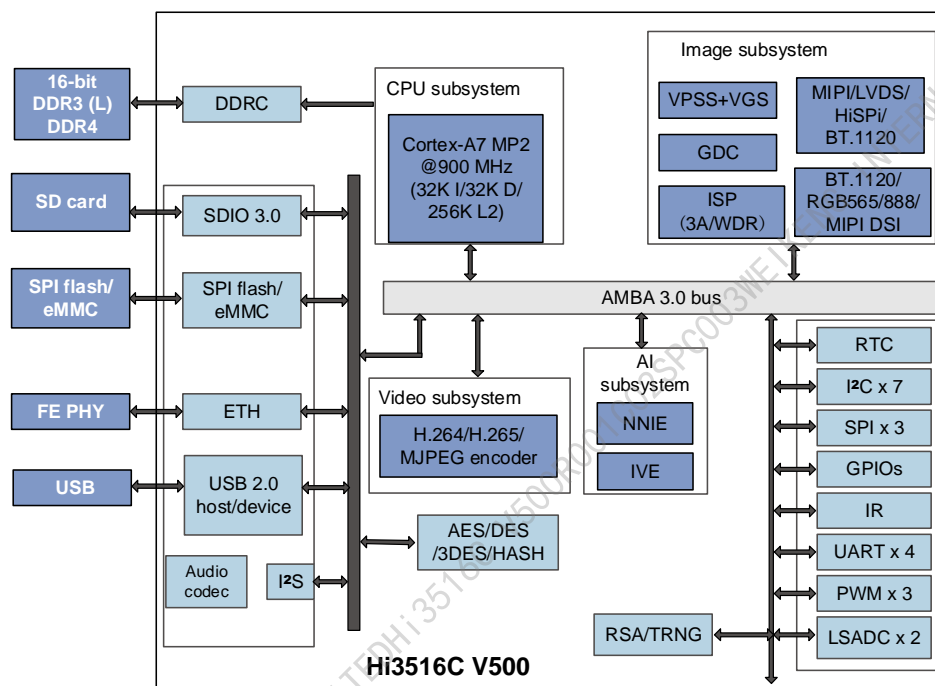 16-bit
DDR3 (L)
DDR4
SD card
SPI flash/
eMMC
FE PHY
USB
DDRC
SDIO 3.0
SPI flash/
eMMC
ETH
USB 2.0
host/device
Audio
codec
I²S
CPU subsystem
Cortex-A7 MP2
@900 MHz
(32K I/32K D/
256K L2)
Image subsystem
VPSS+VGS
GDC
ISP
(3A/WDR)
MIPI/LVDS/
HiSPi/
BT.1120
BT.1120/
RGB565/888/
MIPI DSI
AMBA 3.0 bus
Video subsystem
H.264/H.265/
MJPEG encoder
AI
subsystem
NNIE
IVE
AES/DES
/3DES/HASH
RSA/TRNG
RTC
I²C x 7
SPI x 3
GPIOs
IR
UART x 4
PWM x 3
LSADC x 2
Hi3516C V500